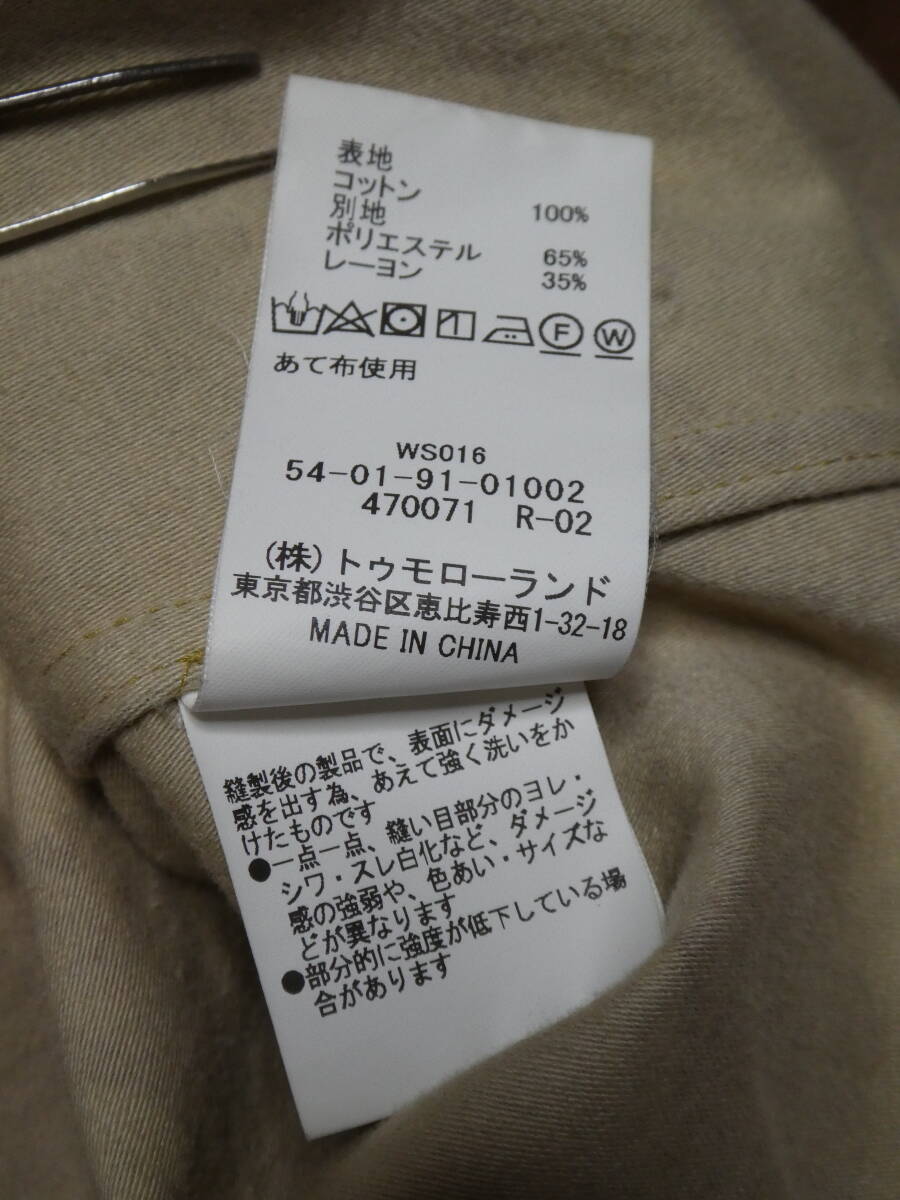 表地
コットン 100%
別地
ポリエステル 65%
レーヨン 35%
F W
あて布使用
WS016
54-01-91-01002
470071 R-02
(株)トゥモローランド
東京都渋谷区恵比寿西1-32-18
MADE IN CHINA
縫製後の製品で、表面にダメージ
感を出す為、あえて強く洗いをか
けたものです
●一点一点、縫い目部分のヨレ・
シワ・スレ白化など、ダメージ
感の強弱や、色あい・サイズな
どが異なります
●部分的に強度が低下している場
合があります